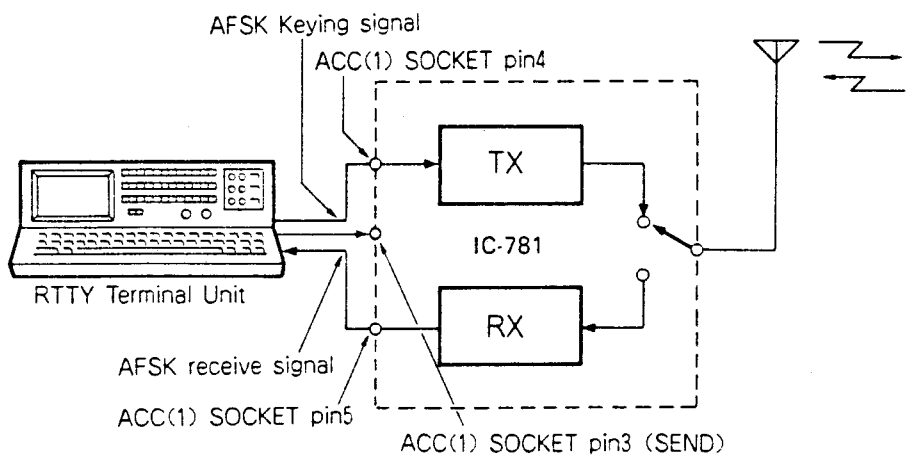 AFSK Keying signal
ACC(1) SOCKET pin4
TX
IC-781
RTTY Terminal Unit
RX
AFSK receive signal
ACC(1) SOCKET pin5
ACC(1) SOCKET pin3 (SEND)